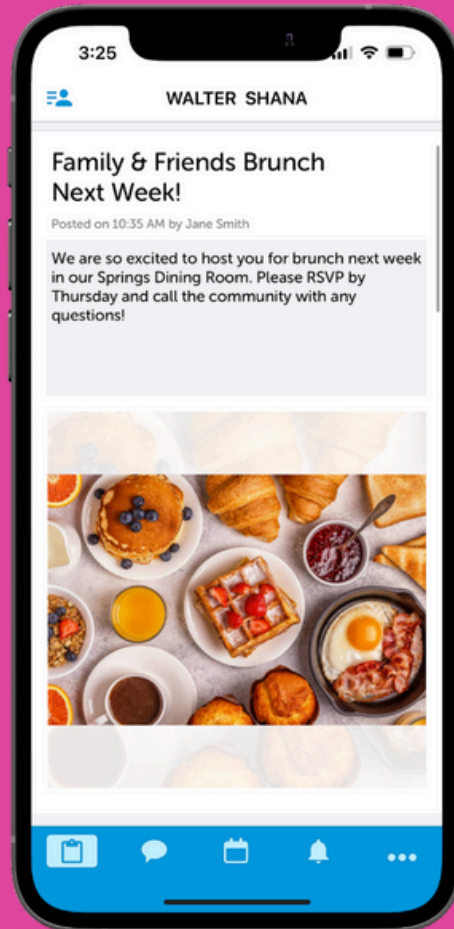 3:25
WALTER SHANA
Family & Friends Brunch
Next Week!
Posted on 10:35 AM by Jane Smith
We are so excited to host you for brunch next week
in our Springs Dining Room. Please RSVP by
Thursday and call the community with any
questions!